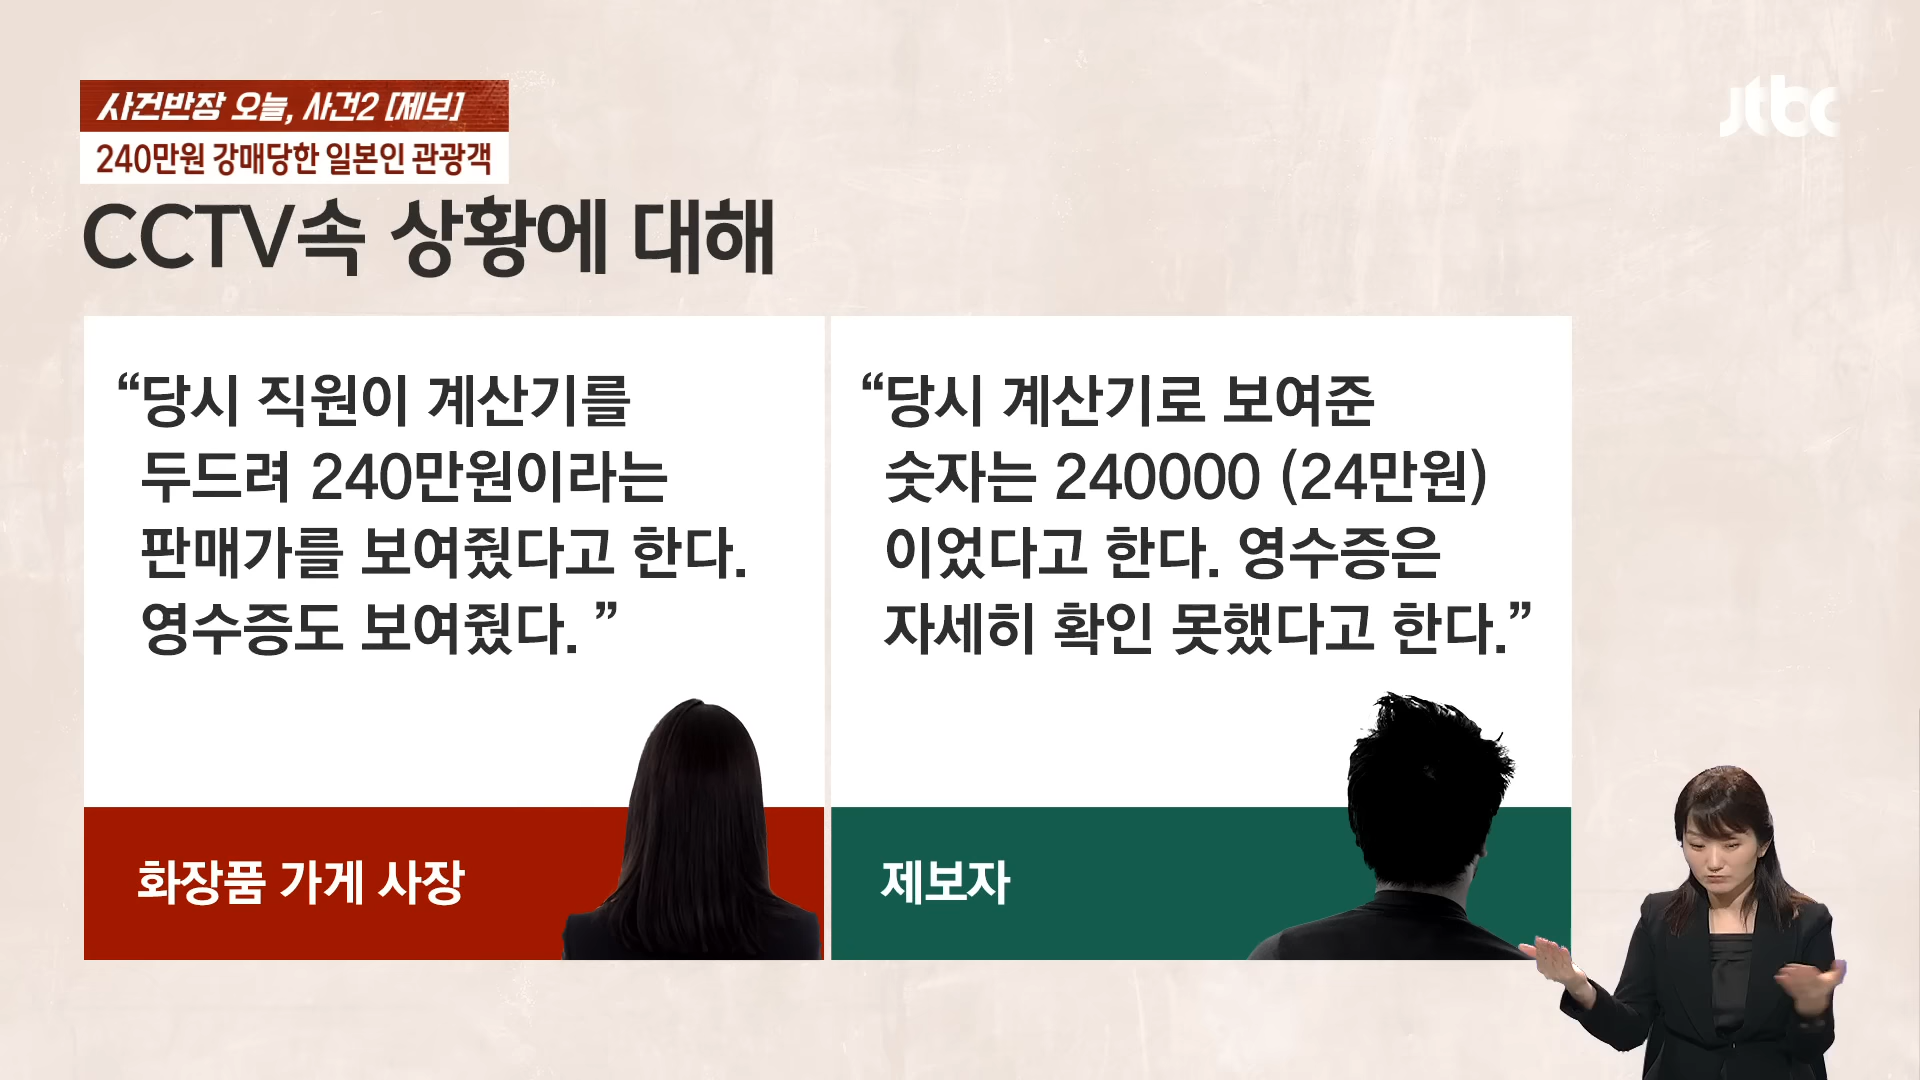 사건반장 오늘, 사건2 [제보]
240만원 강매당한 일본인 관광객
jtbc
CCTV속 상황에 대해
“당시 직원이 계산기를
두드려 240만원이라는
판매가를 보여줬다고 한다.
영수증도 보여줬다. ”
화장품 가게 사장
“당시 계산기로 보여준
숫자는 240000 (24만원)
이었다고 한다. 영수증은
자세히 확인 못했다고 한다.”
제보자